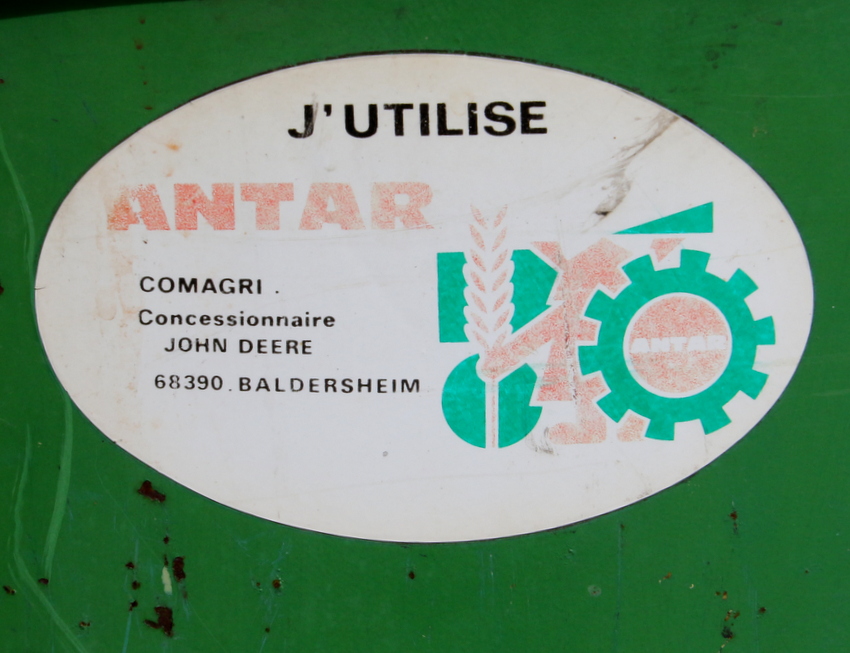 J'UTILISE
ANTAR
COMAGRI.
Concessionnaire
JOHN DEERE
68390.BALDERSHEIM
ANTAR